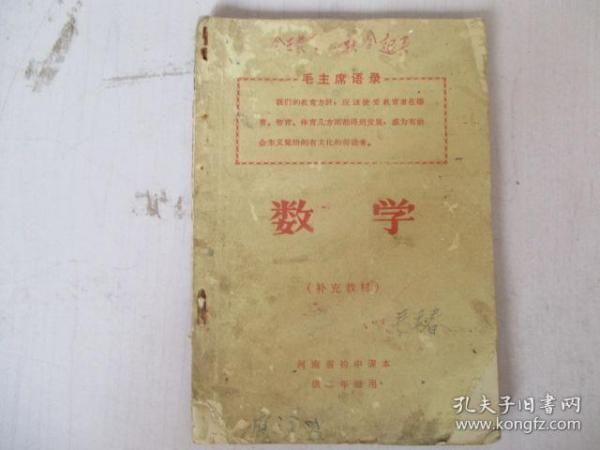 毛主席语录
我们的教育方针，应该使受教育者在德
育、智育、体育几方面都得到发展，成为有社
会主义觉悟的有文化的劳动者。
数 学
（补充教材）
春
河南省初中课本
供二年级用
孔夫子旧书网
www.kongfz.com